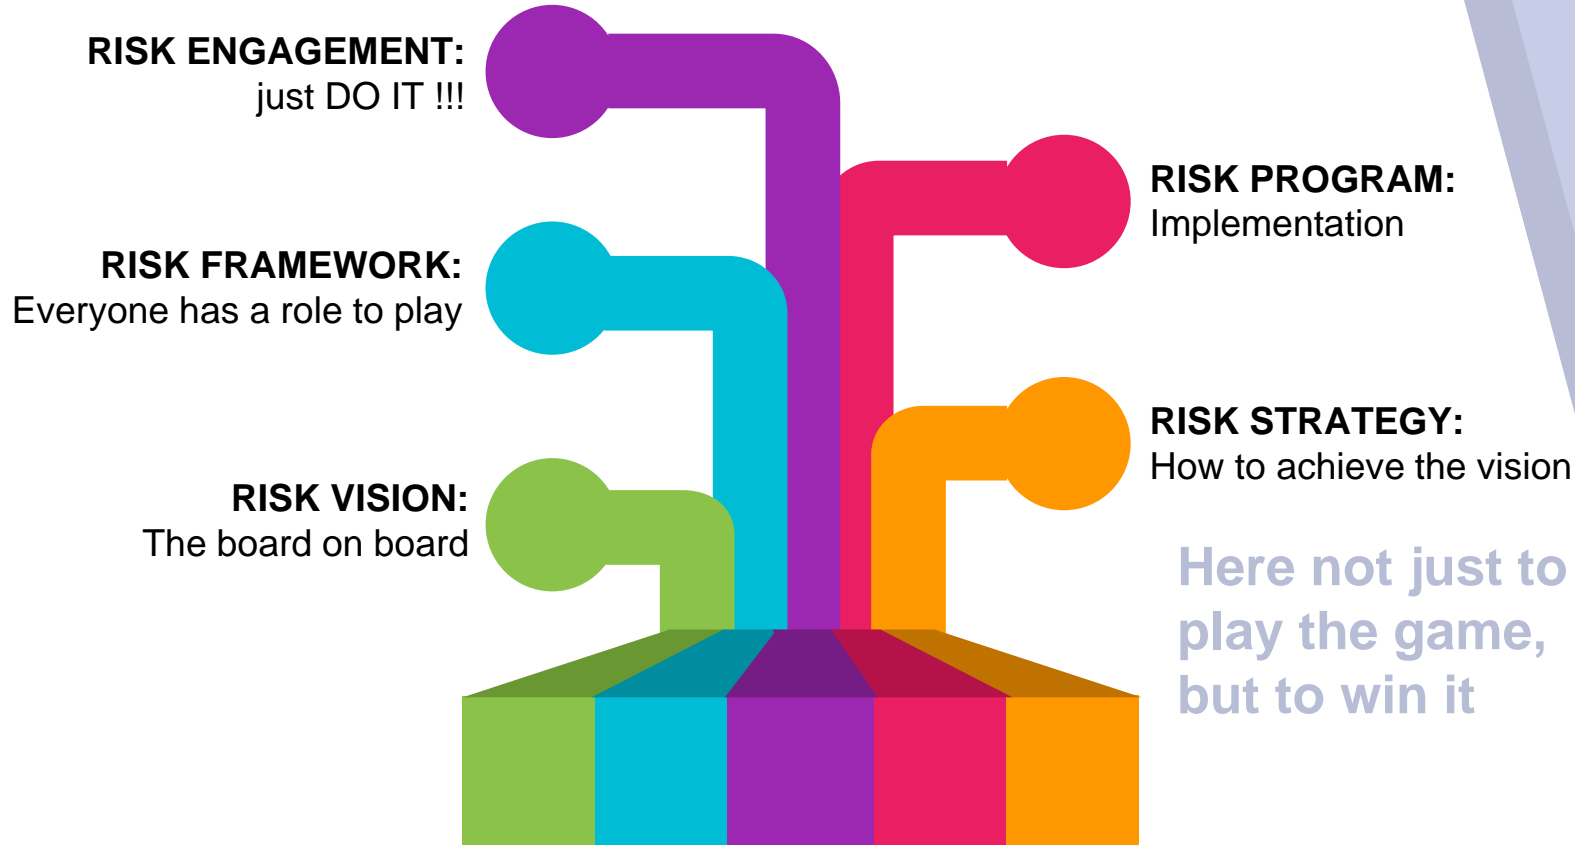 RISK ENGAGEMENT:
just DO IT !!!
RISK PROGRAM:
Implementation
RISK FRAMEWORK:
Everyone has a role to play
RISK STRATEGY:
How to achieve the vision
RISK VISION:
The board on board
Here not just to
play the game,
but to win it